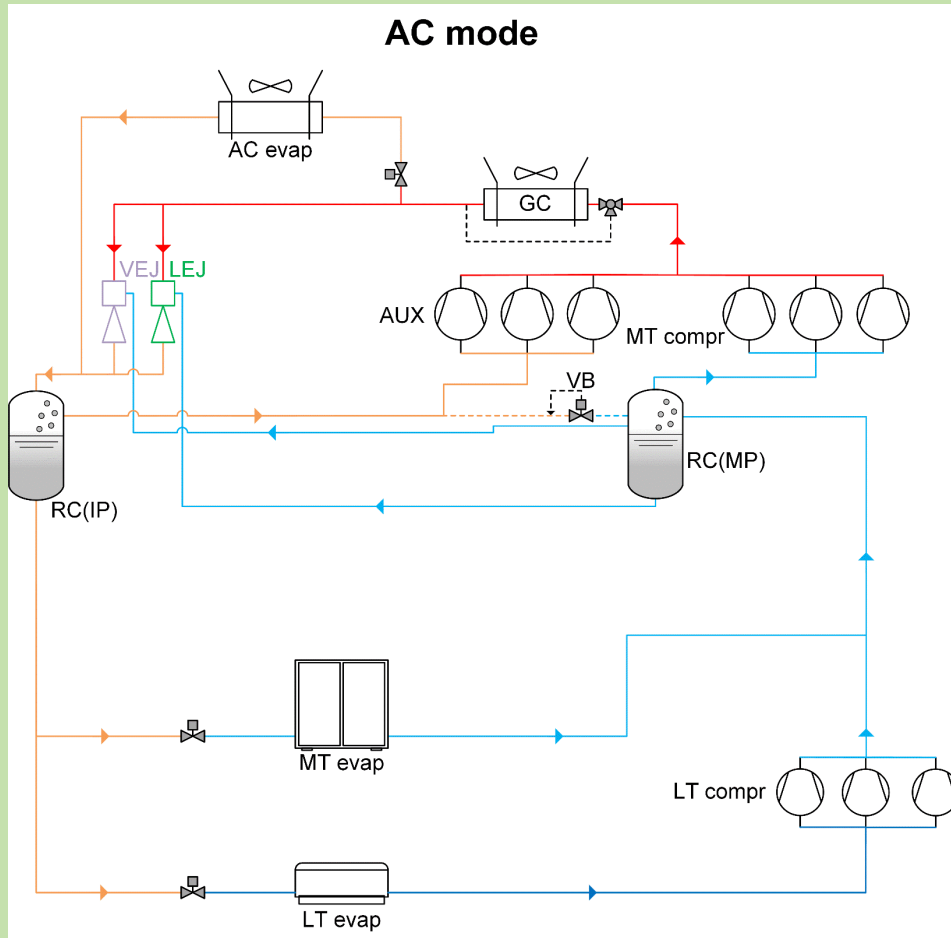 AC mode
AC evap
GC
VEJ
LEJ
AUX
MT compr
VB
RC(MP)
RC(IP)
MT evap
LT compr
LT evap